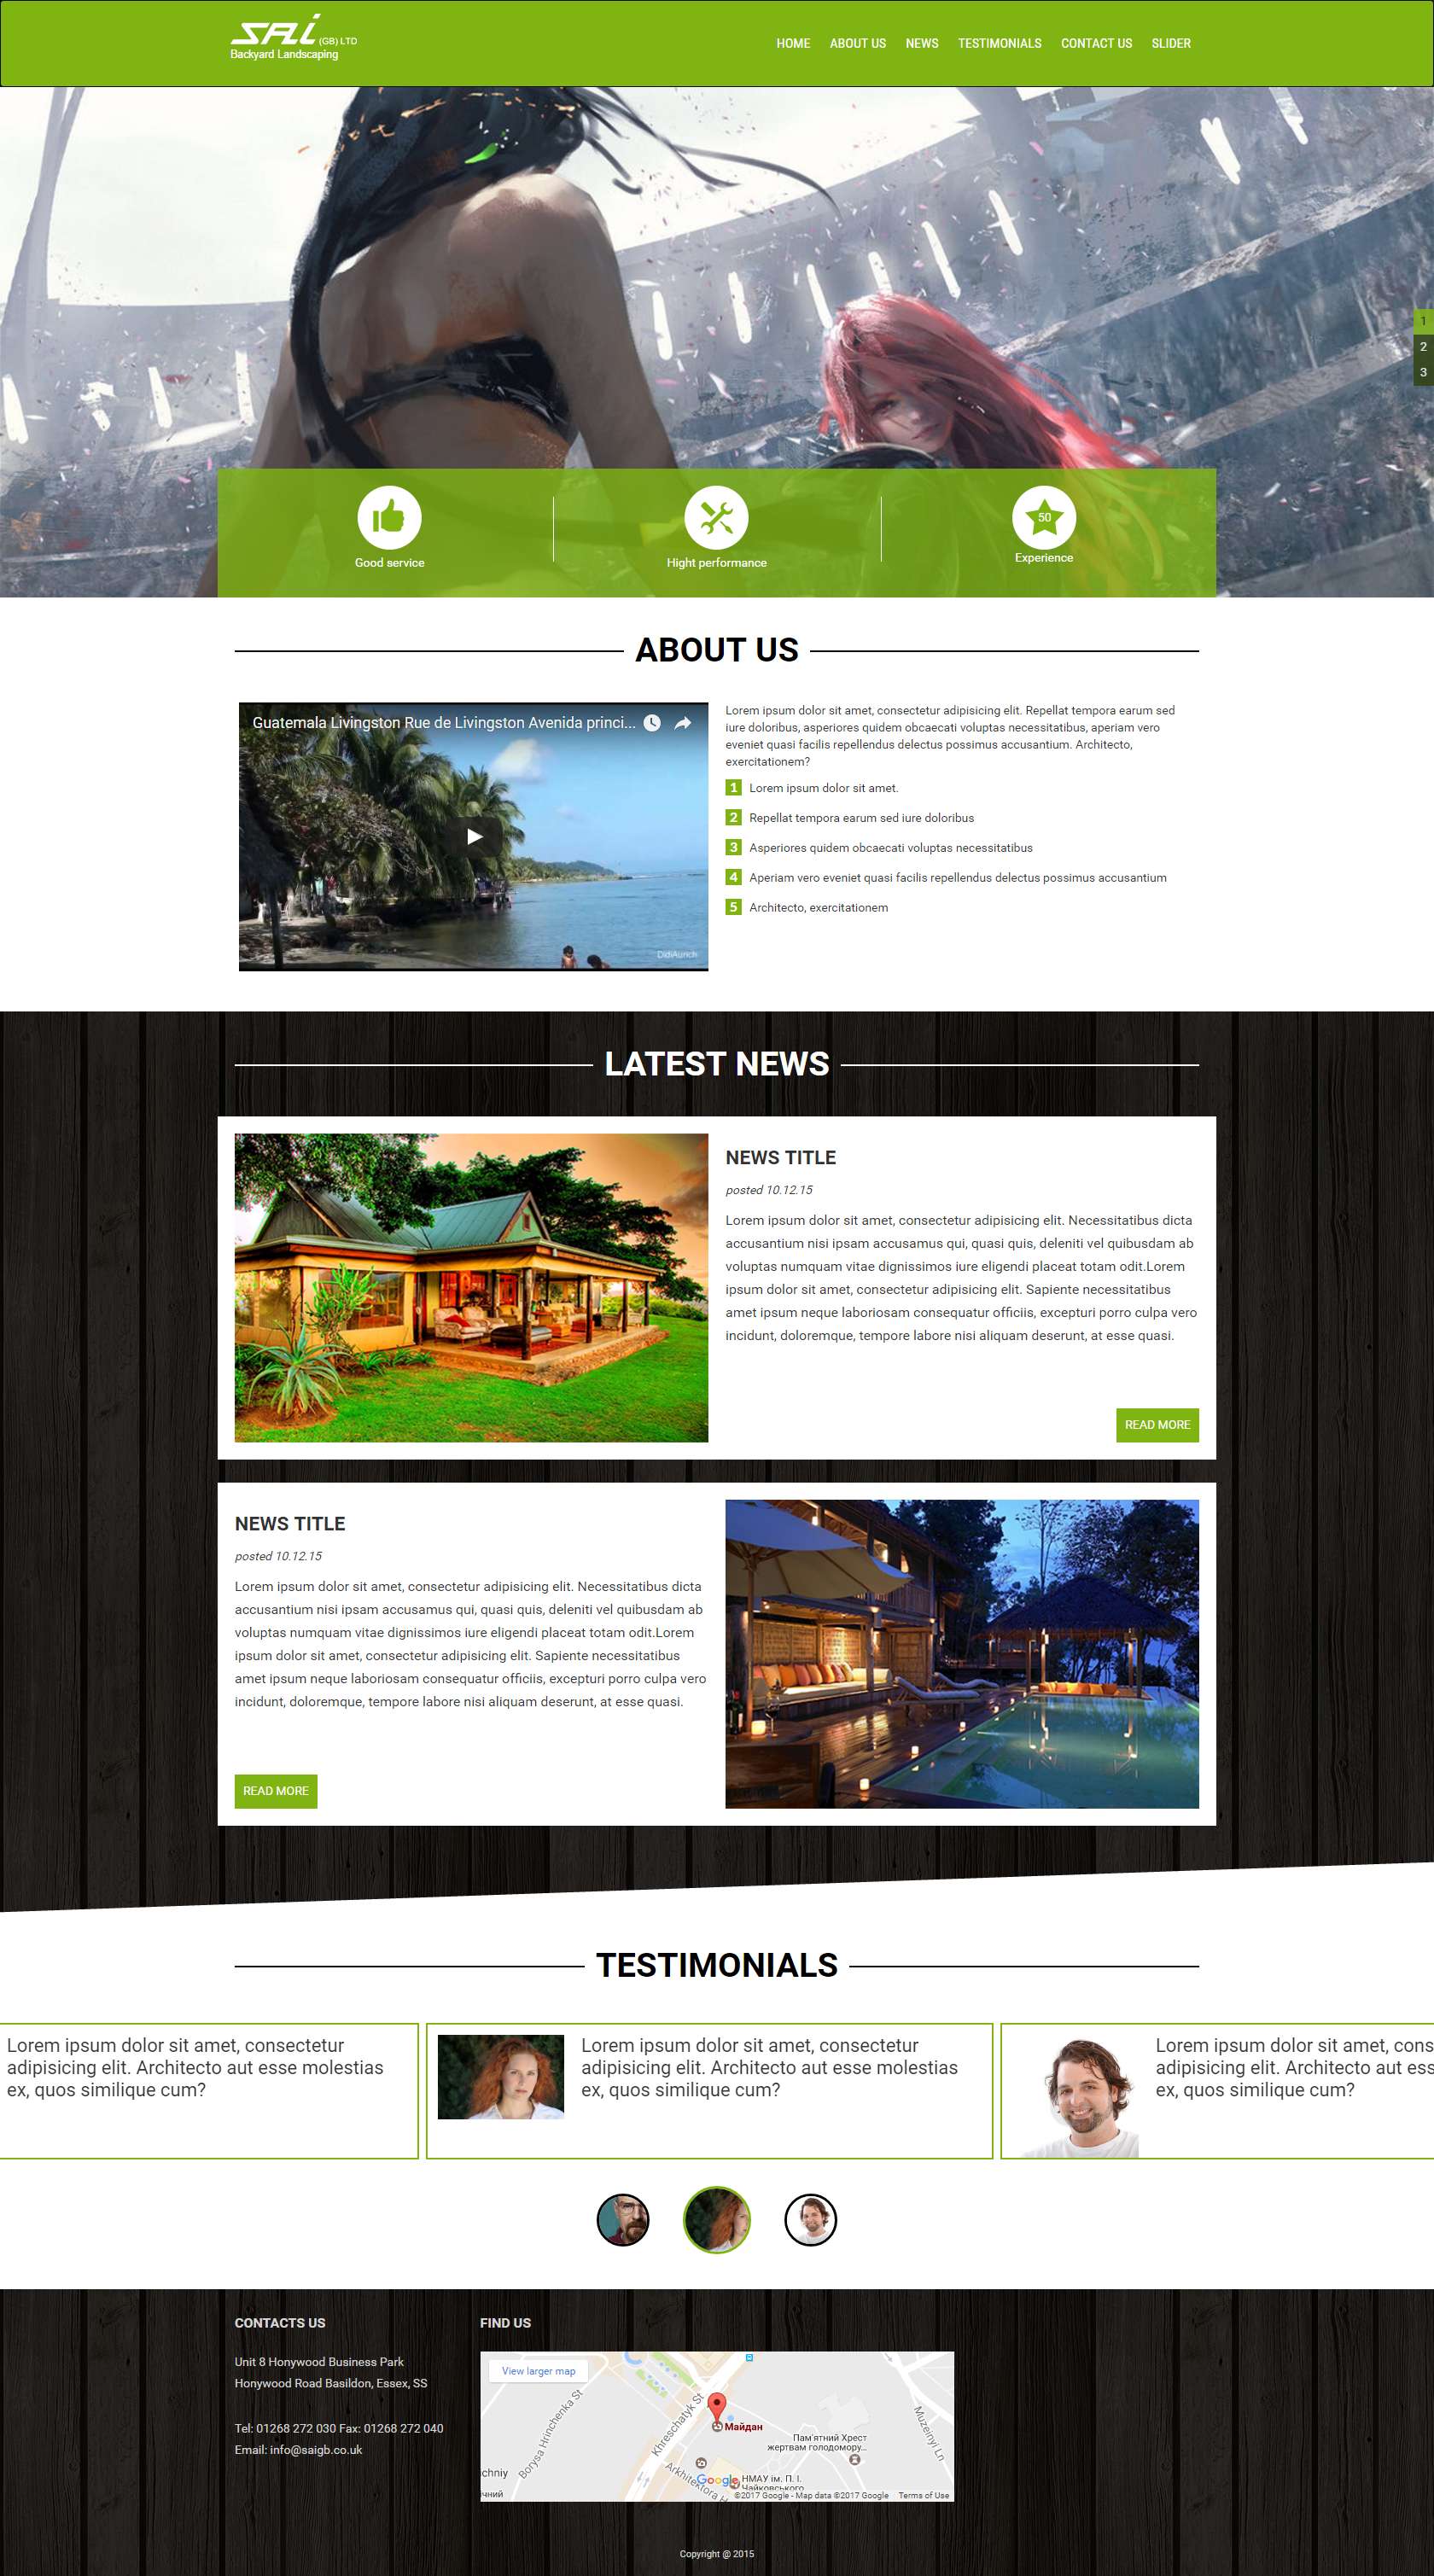 SAi (GB) LTD
Backyard Landscaping
HOME ABOUT US NEWS TESTIMONIALS CONTACT US SLIDER
1
2
3
50
Good service
Hight performance
Experience
ABOUT US
Guatemala Livingston Rue de Livingston Avenida princi...
DidiAunch
Lorem ipsum dolor sit amet, consectetur adipisicing elit. Repellat tempora earum sed
iure doloribus, asperiores quidem obcaecati voluptas necessitatibus, aperiam vero
eveniet quasi facilis repellendus delectus possimus accusantium. Architecto,
exercitationem?
1 Lorem ipsum dolor sit amet.
2 Repellat tempora earum sed iure doloribus
3 Asperiores quidem obcaecati voluptas necessitatibus
4 Aperiam vero eveniet quasi facilis repellendus delectus possimus accusantium
5 Architecto, exercitationem
LATEST NEWS
NEWS TITLE
posted 10.12.15
Lorem ipsum dolor sit amet, consectetur adipisicing elit. Necessitatibus dicta
accusantium nisi ipsam accusamus qui, quasi quis, deleniti vel quibusdam ab
voluptas numquam vitae dignissimos iure eligendi placeat totam odit.Lorem
ipsum dolor sit amet, consectetur adipisicing elit. Sapiente necessitatibus
amet ipsum neque laboriosam consequatur officiis, excepturi porro culpa vero
incidunt, doloremque, tempore labore nisi aliquam deserunt, at esse quasi.
READ MORE
NEWS TITLE
posted 10.12.15
Lorem ipsum dolor sit amet, consectetur adipisicing elit. Necessitatibus dicta
accusantium nisi ipsam accusamus qui, quasi quis, deleniti vel quibusdam ab
voluptas numquam vitae dignissimos iure eligendi placeat totam odit.Lorem
ipsum dolor sit amet, consectetur adipisicing elit. Sapiente necessitatibus
amet ipsum neque laboriosam consequatur officiis, excepturi porro culpa vero
incidunt, doloremque, tempore labore nisi aliquam deserunt, at esse quasi.
READ MORE
TESTIMONIALS
Lorem ipsum dolor sit amet, consectetur
adipisicing elit. Architecto aut esse molestias
ex, quos similique cum?
Lorem ipsum dolor sit amet, consectetur
adipisicing elit. Architecto aut esse molestias
ex, quos similique cum?
Lorem ipsum dolor sit amet, cons
adipisicing elit. Architecto aut ess
ex, quos similique cum?
CONTACTS US
Unit 8 Honywood Business Park
Honywood Road Basildon, Essex, SS
Tel: 01268 272 030 Fax: 01268 272 040
Email: info@saigb.co.uk
FIND US
View larger map
Borysa Hrinchenka St
Khreschatyk St
Майдан
Muzeinyi Ln
Пам'ятний Хрест
жертвам голодомору...
chniy
чний
Arkhitektora H
Google
НМАУ ім. П. І.
Чайковського
©2017 Google - Map data ©2017 Google Terms of Use
Copyright @ 2015